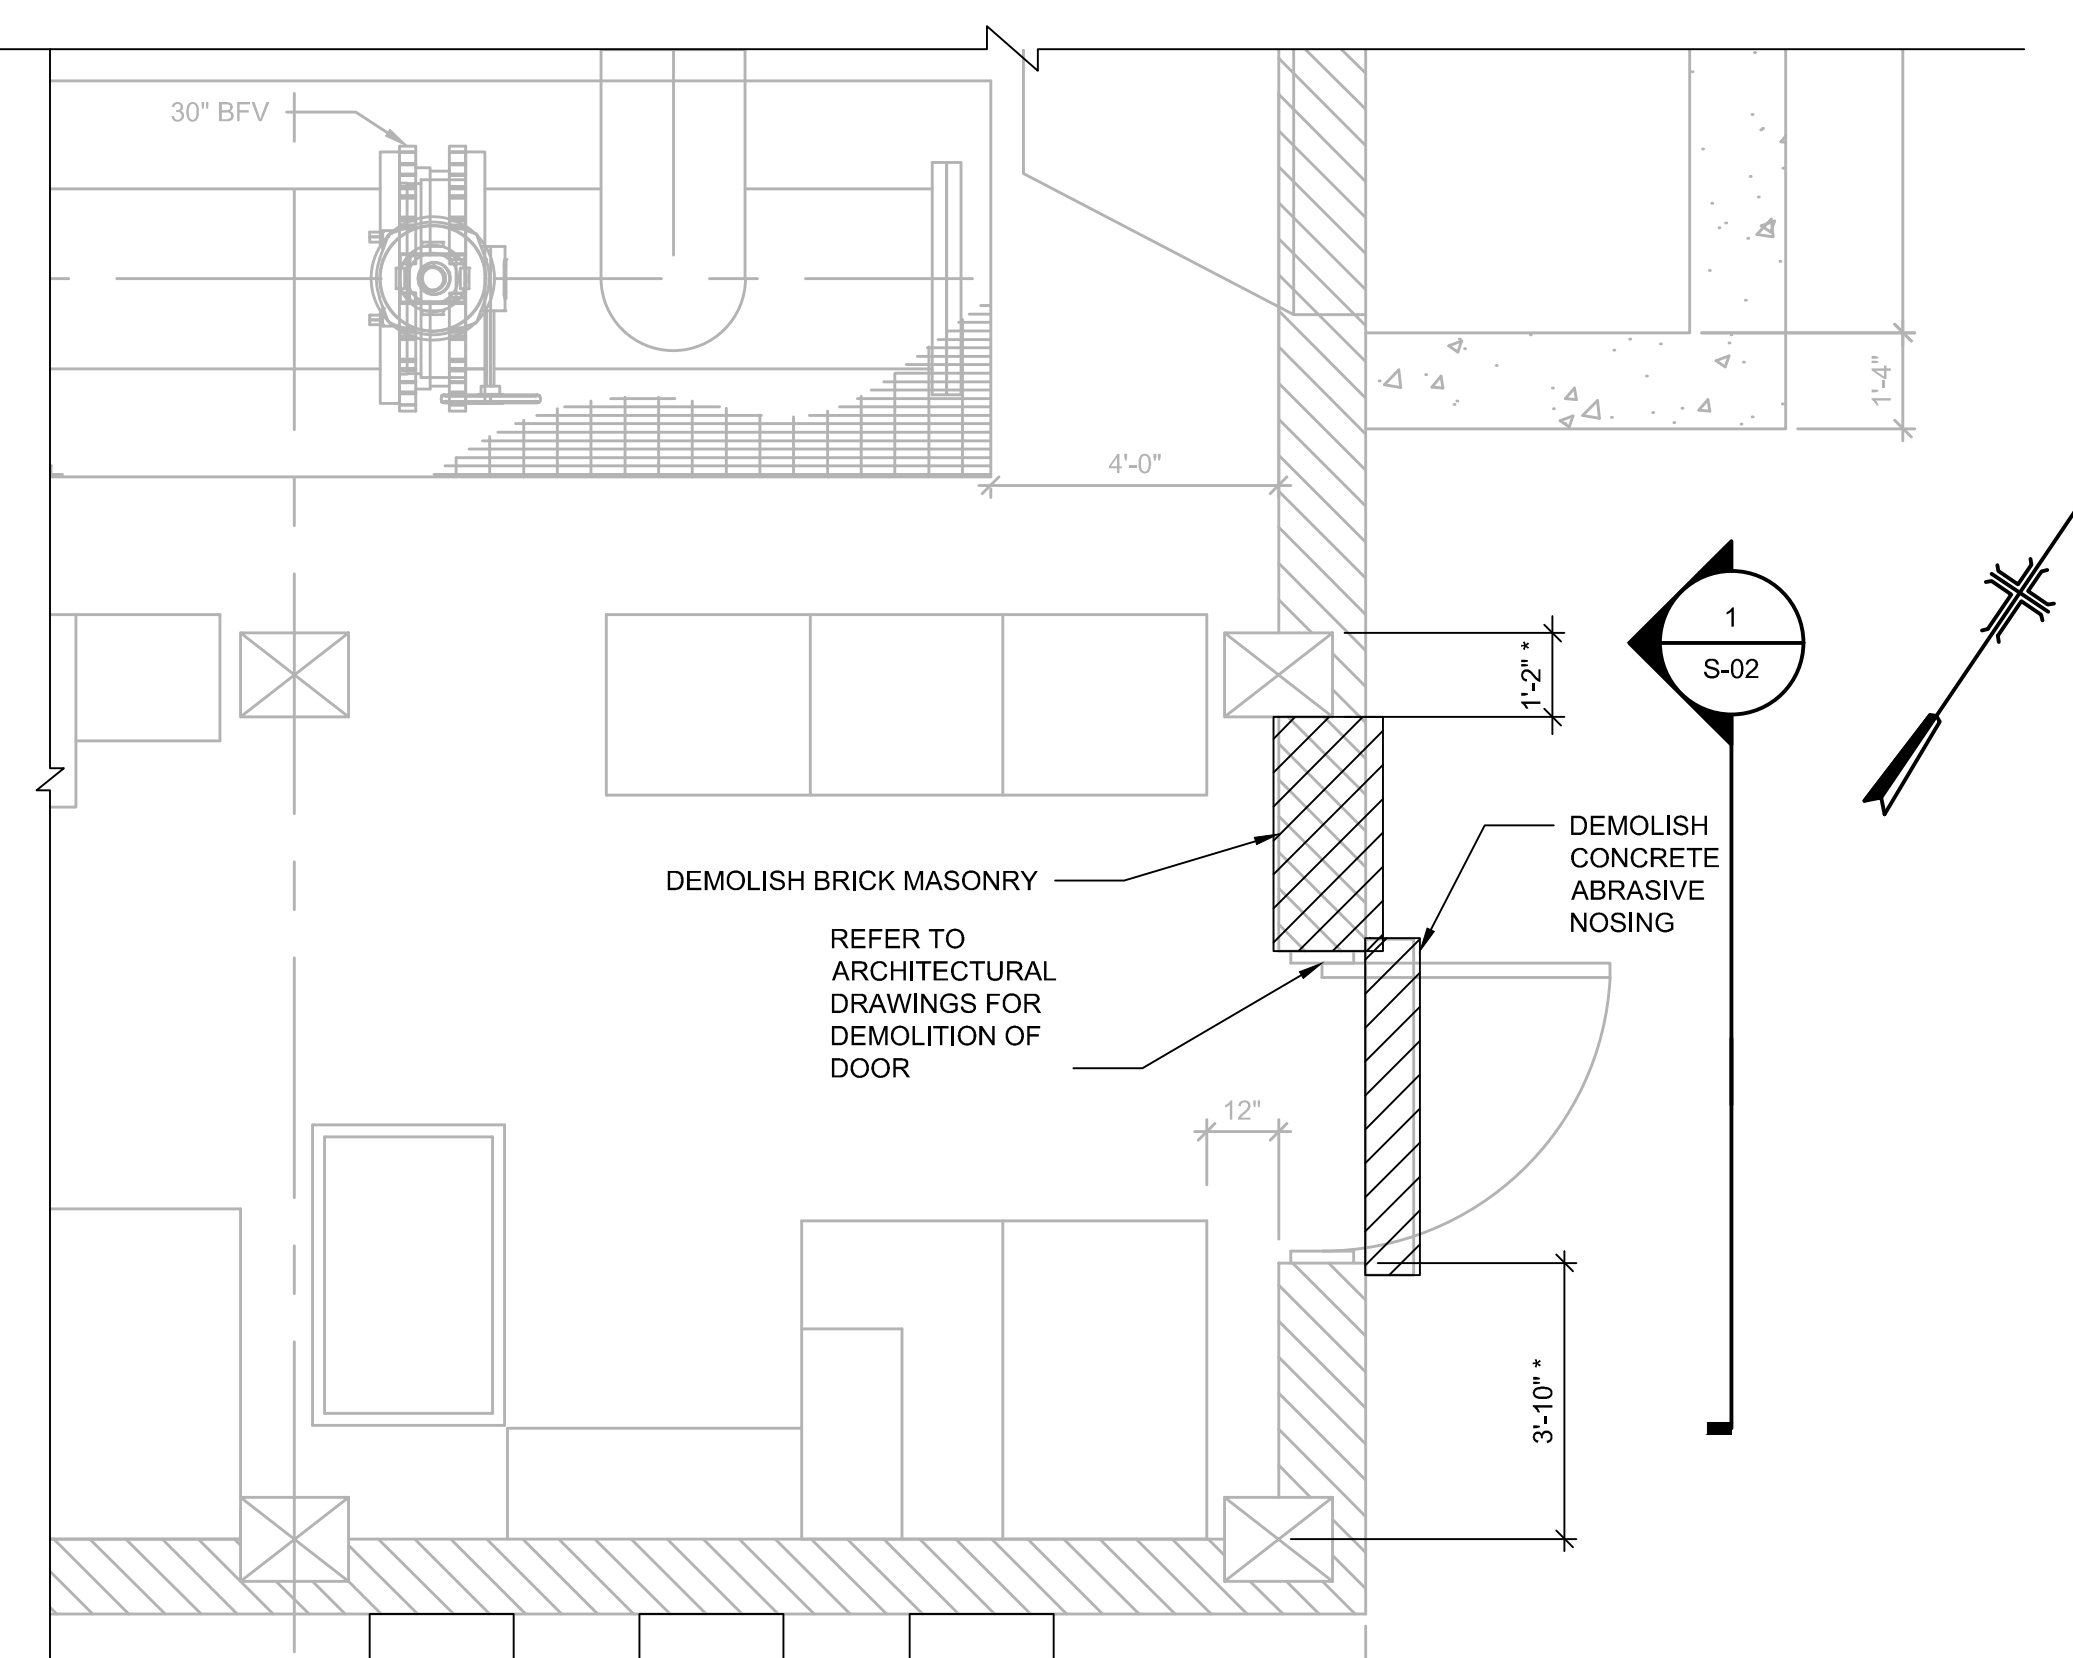 30" BFV
1'-4"
4'-0"
1
S-02
1'-2" *
DEMOLISH
CONCRETE
ABRASIVE
NOSING
DEMOLISH BRICK MASONRY
REFER TO
ARCHITECTURAL
DRAWINGS FOR
DEMOLITION OF
DOOR
12"
3'-10" *